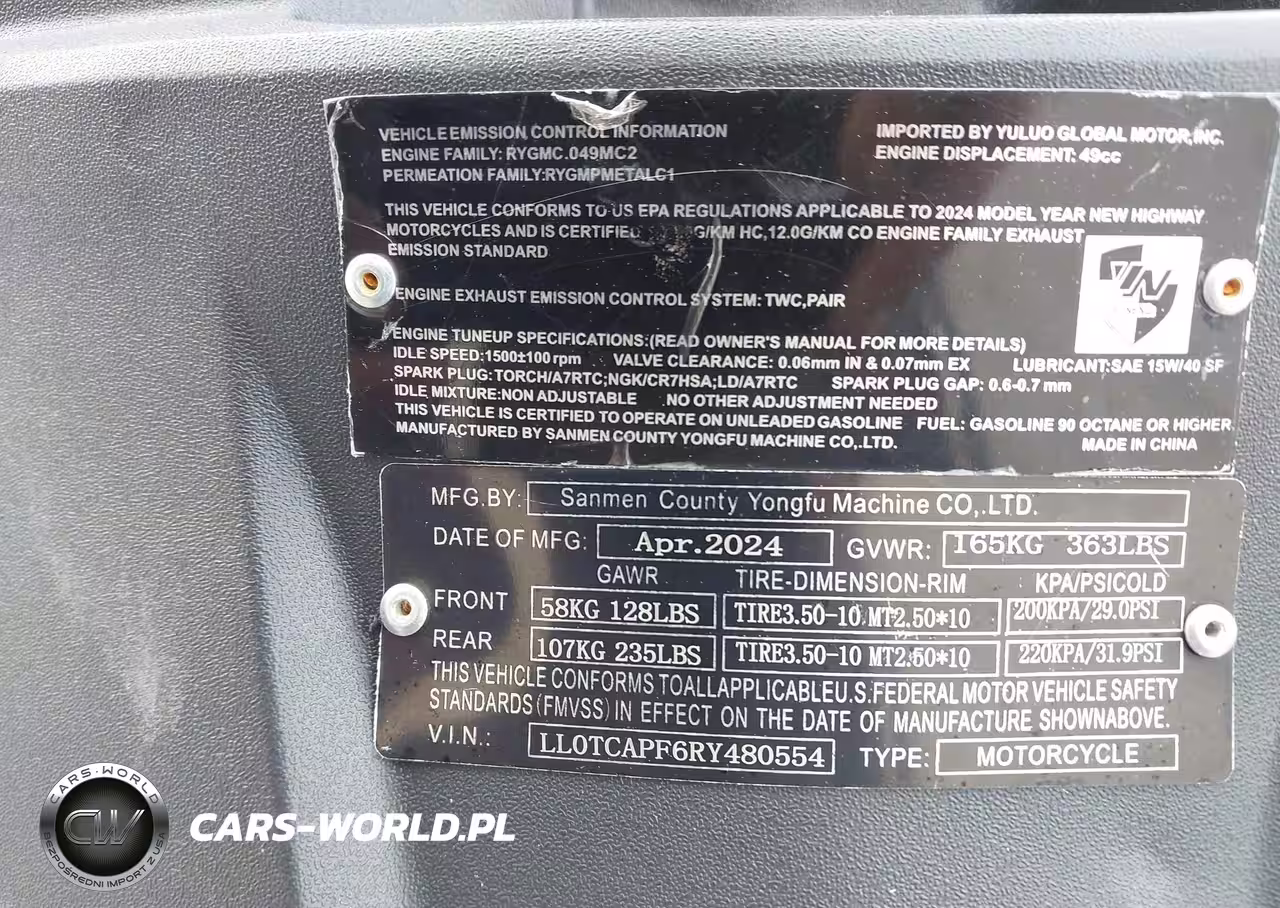 VEHICLE EMISSION CONTROL INFORMATION
ENGINE FAMILY: RYGMC.049MC2
PERMEATION FAMILY:RYGMPMETALC1
IMPORTED BY YULUO GLOBAL MOTOR,INC.
ENGINE DISPLACEMENT: 49cc
THIS VEHICLE CONFORMS TO US EPA REGULATIONS APPLICABLE TO 2024 MODEL YEAR NEW HIGHWAY
MOTORCYCLES AND IS CERTIFIED G/KM HC,12.0G/KM CO ENGINE FAMILY EXHAUST
EMISSION STANDARD
ENGINE EXHAUST EMISSION CONTROL SYSTEM: TWC,PAIR
ENGINE TUNEUP SPECIFICATIONS:(READ OWNER'S MANUAL FOR MORE DETAILS)
IDLE SPEED:1500±100 rpm VALVE CLEARANCE: 0.06mm IN & 0.07mm EX LUBRICANT:SAE 15W/40 SF
SPARK PLUG: TORCH/A7RTC;NGK/CR7HSA;LD/A7RTC SPARK PLUG GAP: 0.6-0.7 mm
IDLE MIXTURE:NON ADJUSTABLE NO OTHER ADJUSTMENT NEEDED
THIS VEHICLE IS CERTIFIED TO OPERATE ON UNLEADED GASOLINE FUEL: GASOLINE 90 OCTANE OR HIGHER
MANUFACTURED BY SANMEN COUNTY YONGFU MACHINE CO,.LTD. MADE IN CHINA
MFG.BY: Sanmen County Yongfu Machine CO,.LTD.
DATE OF MFG: Apr.2024 GVWR: 165KG 363LBS
GAWR TIRE-DIMENSION-RIM KPA/PSICOLD
FRONT 58KG 128LBS TIRE3.50-10 MT2.50*10 200KPA/29.0PSI
REAR 107KG 235LBS TIRE3.50-10 MT2.50*10 220KPA/31.9PSI
THIS VEHICLE CONFORMS TOALLAPPLICABLEU.S.FEDERAL MOTOR VEHICLE SAFETY
STANDARDS(FMVSS)IN EFFECT ON THE DATE OF MANUFACTURE SHOWNABOVE.
V.I.N.: LL0TCAPF6RY480554 TYPE: MOTORCYCLE
CARS-WORLD
CW
BEZPOŚREDNI IMPORT Z USA
CARS-WORLD.PL